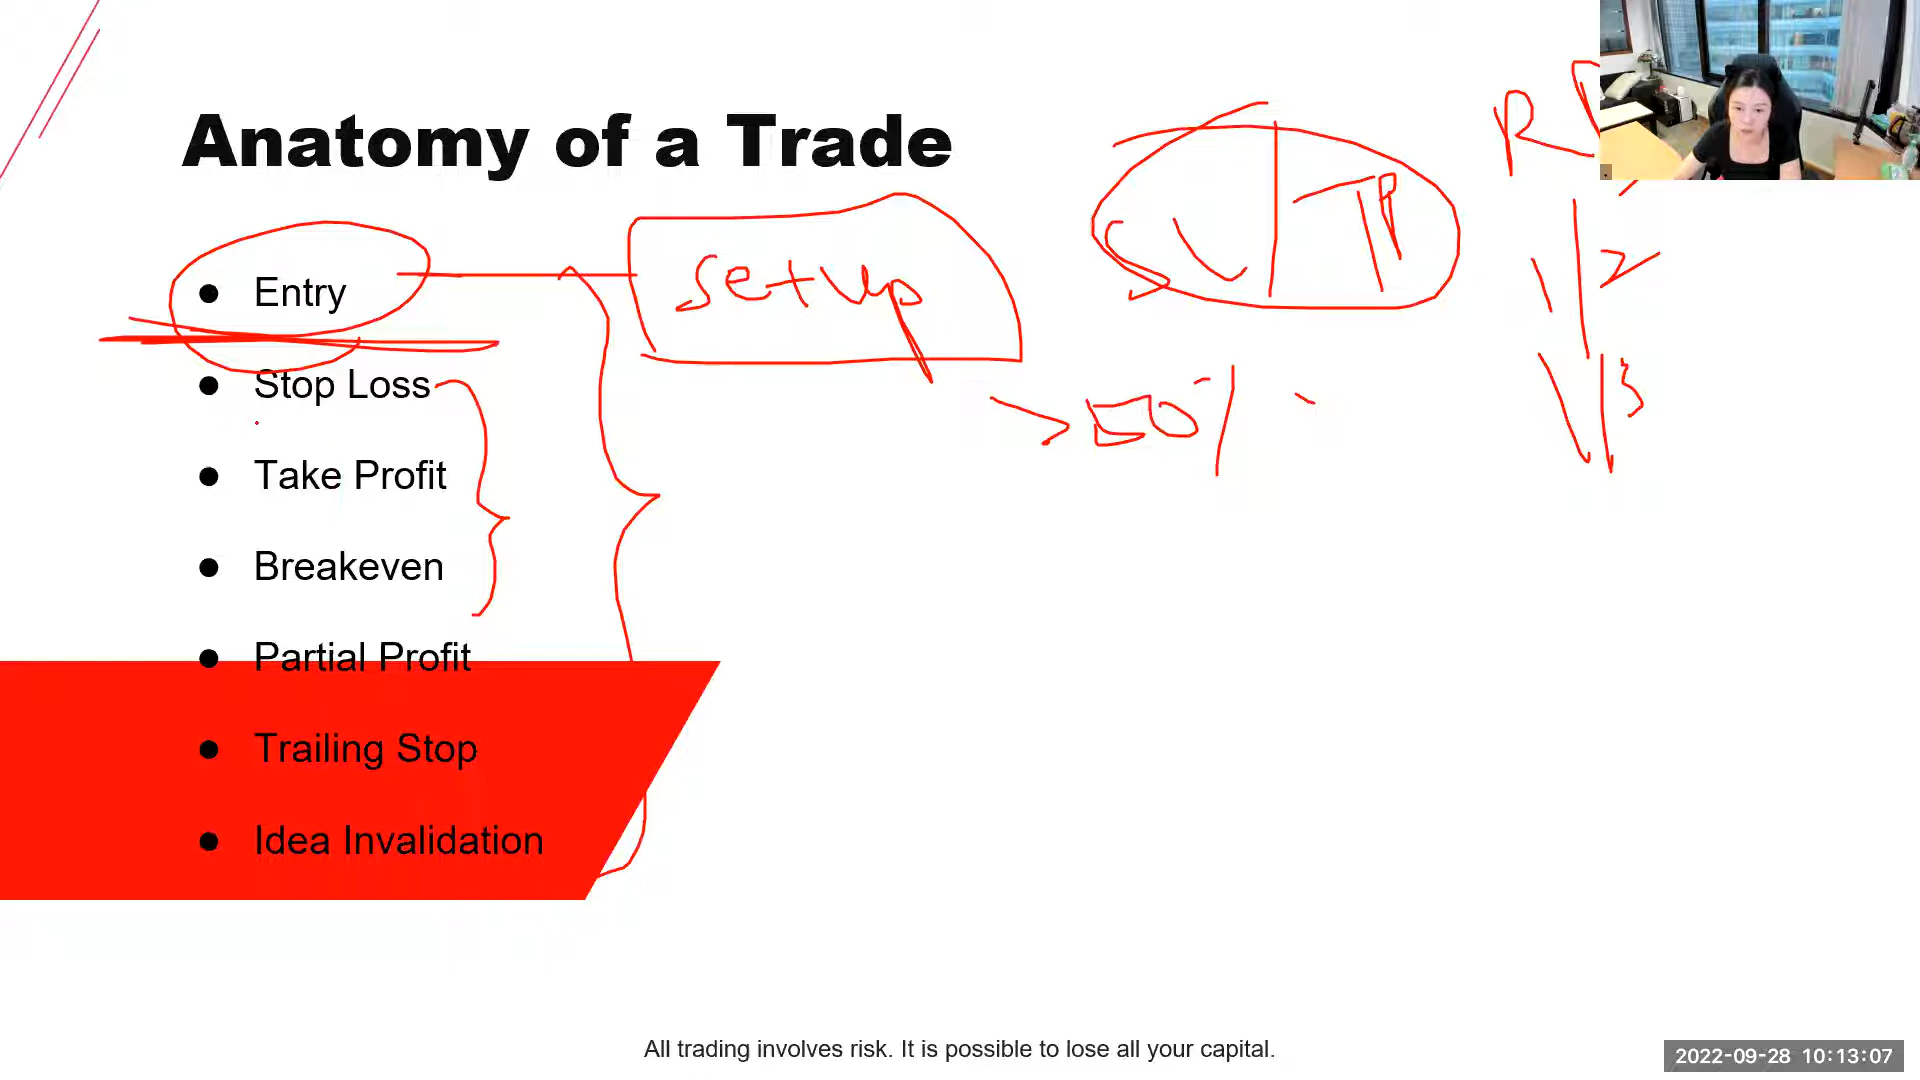 Anatomy of a Trade
● Entry
setup
SL TP
R
1 2
● Stop Loss
>50%
1 3
● Take Profit
● Breakeven
● Partial Profit
● Trailing Stop
● Idea Invalidation
All trading involves risk. It is possible to lose all your capital.
2022-09-28 10:13:07